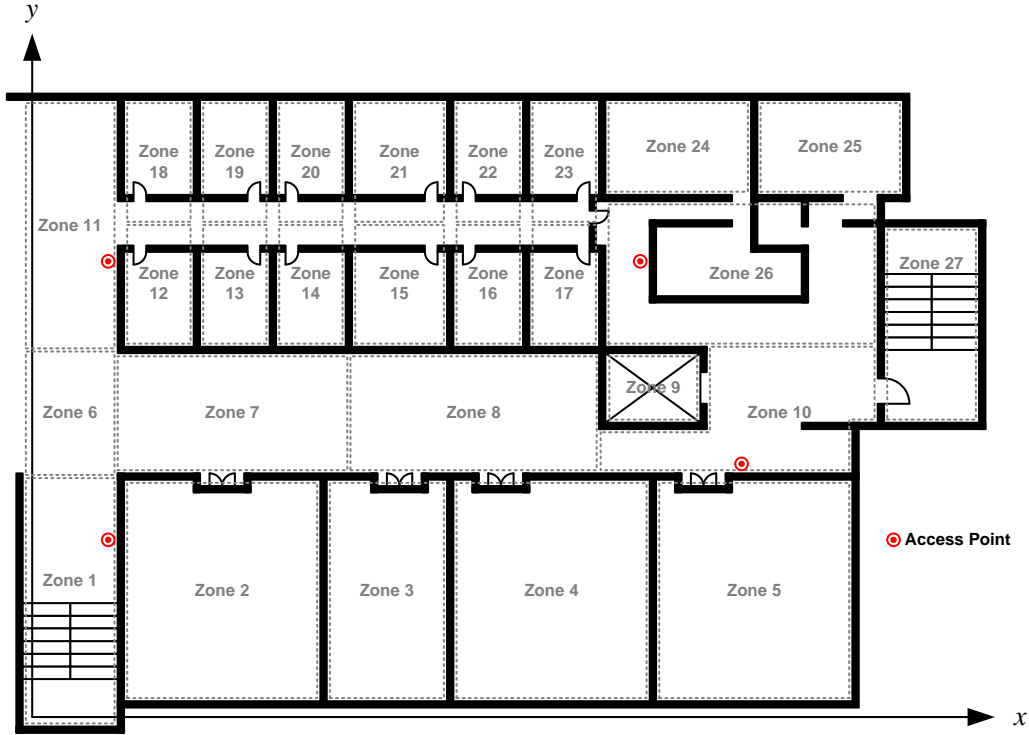 y
Zone
18
Zone
19
Zone
20
Zone
21
Zone
22
Zone
23
Zone 24
Zone 25
Zone 11
Zone
12
Zone
13
Zone
14
Zone
15
Zone
16
Zone
17
Zone 26
Zone 27
Zone 6
Zone 7
Zone 8
Zone 9
Zone 10
Zone 1
Zone 2
Zone 3
Zone 4
Zone 5
Access Point
x